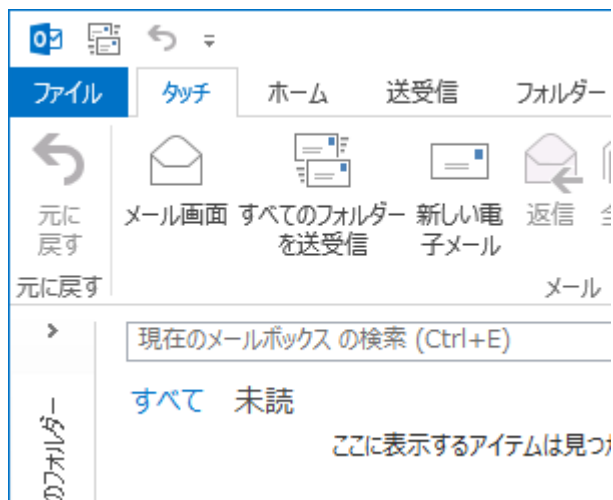 ファイル タッチ ホーム 送受信 フォルダー
元に
戻す
メール画面
すべてのフォルダー
を送受信
新しい電
子メール
返信
全
元に戻す メール
現在のメールボックス の検索 (Ctrl+E)
すべて 未読
ここに表示するアイテムは見つか
のフォルダー